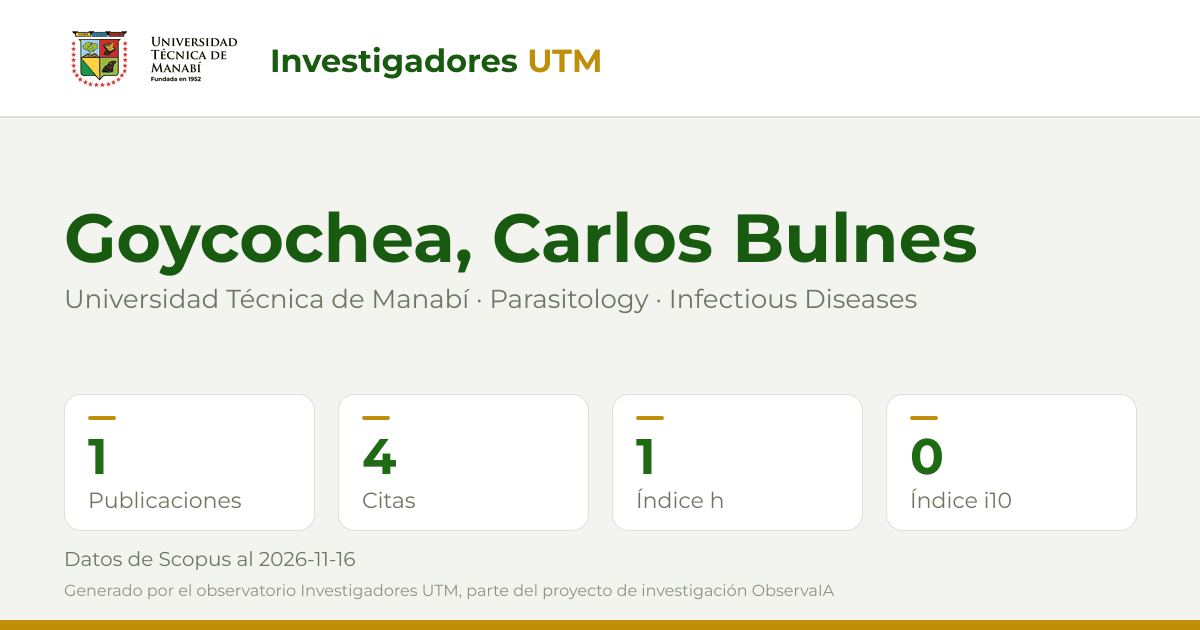 UNIVERSIDAD
TÉCNICA DE
MANABÍ
Fundada en 1952
Investigadores UTM
Goycochea, Carlos Bulnes
Universidad Técnica de Manabí · Parasitology · Infectious Diseases
1
Publicaciones
4
Citas
1
Índice h
0
Índice i10
Datos de Scopus al 2026-11-16
Generado por el observatorio Investigadores UTM, parte del proyecto de investigación ObservaIA